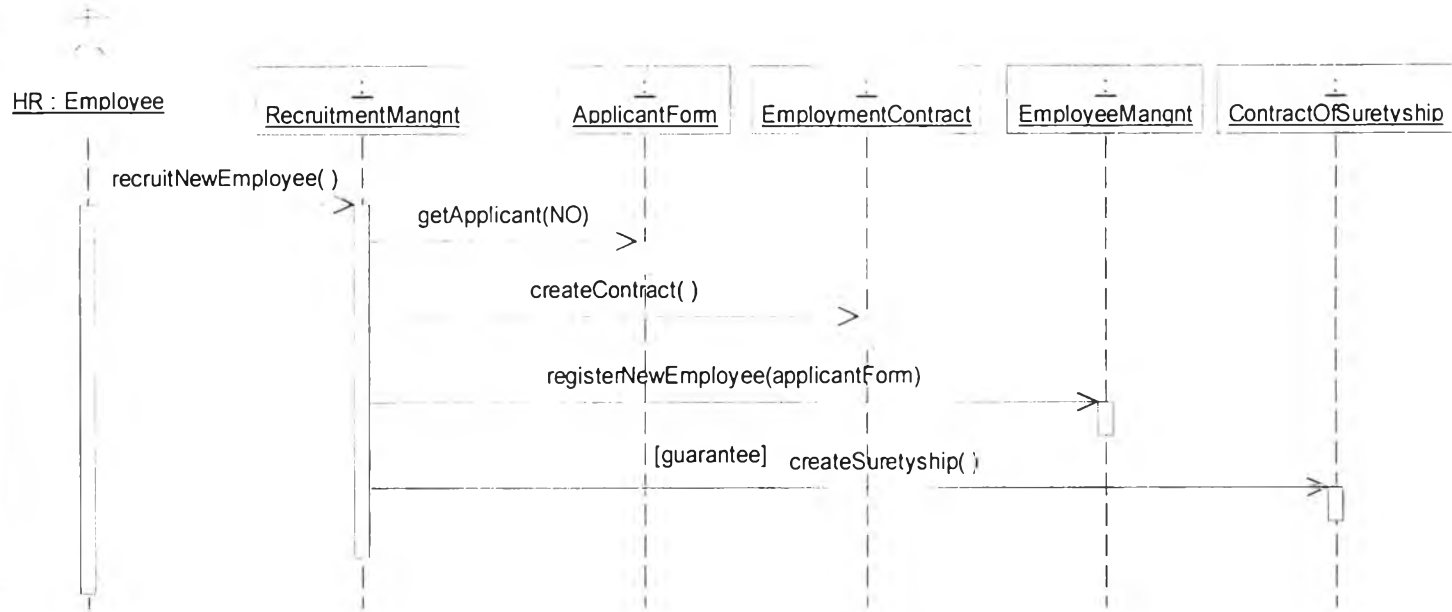 HR : Employee
:
RecruitmentMangnt
:
ApplicantForm
:
EmploymentContract
:
EmployeeMangnt
:
ContractOfSuretyship
recruitNewEmployee( )
getApplicant(NO)
createContract( )
registerNewEmployee(applicantForm)
[guarantee] createSuretyship( )